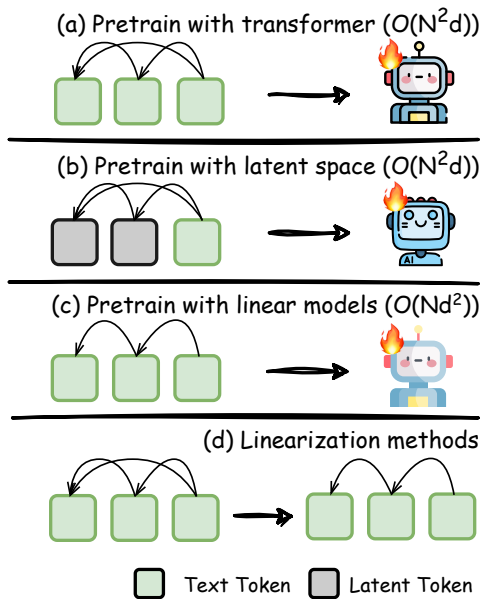 (a) Pretrain with transformer (O(N²d))
(b) Pretrain with latent space (O(N²d))
AI
(c) Pretrain with linear models (O(Nd²))
(d) Linearization methods
Text Token
Latent Token